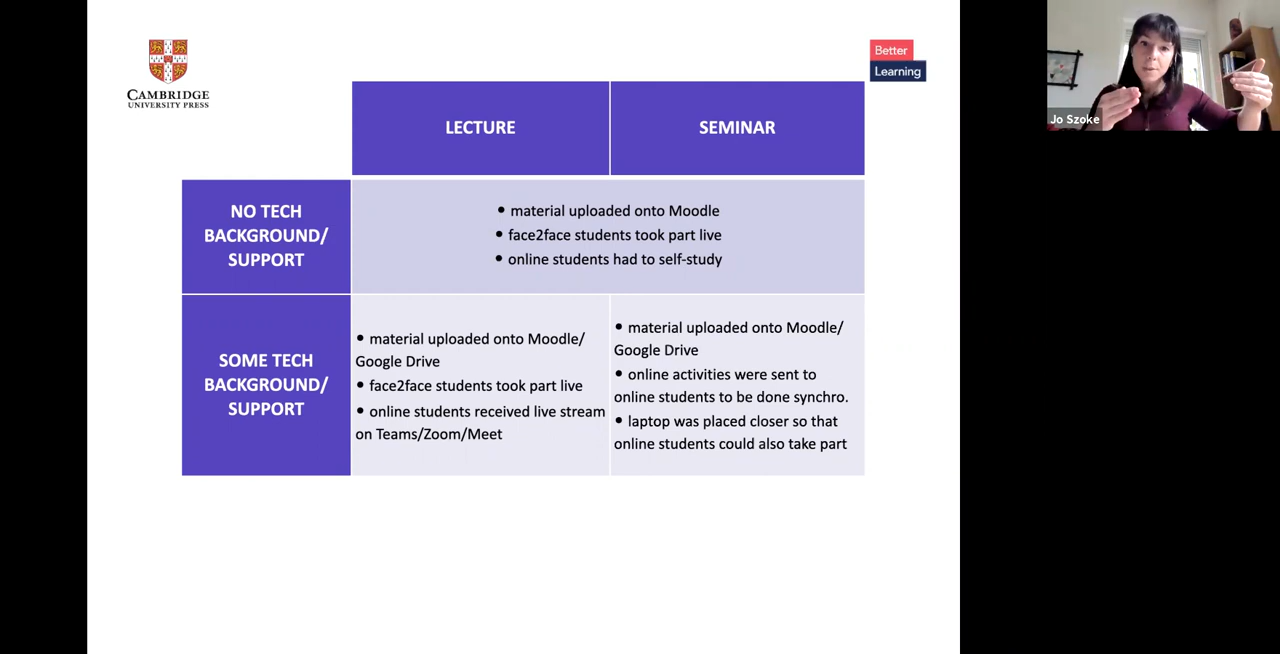 CAMBRIDGE
UNIVERSITY PRESS
Better
Learning
Jo Szoke
LECTURE
SEMINAR
NO TECH
BACKGROUND/
SUPPORT
• material uploaded onto Moodle
• face2face students took part live
• online students had to self-study
SOME TECH
BACKGROUND/
SUPPORT
• material uploaded onto Moodle/
Google Drive
• face2face students took part live
• online students received live stream
on Teams/Zoom/Meet
• material uploaded onto Moodle/
Google Drive
• online activities were sent to
online students to be done synchro.
• laptop was placed closer so that
online students could also take part